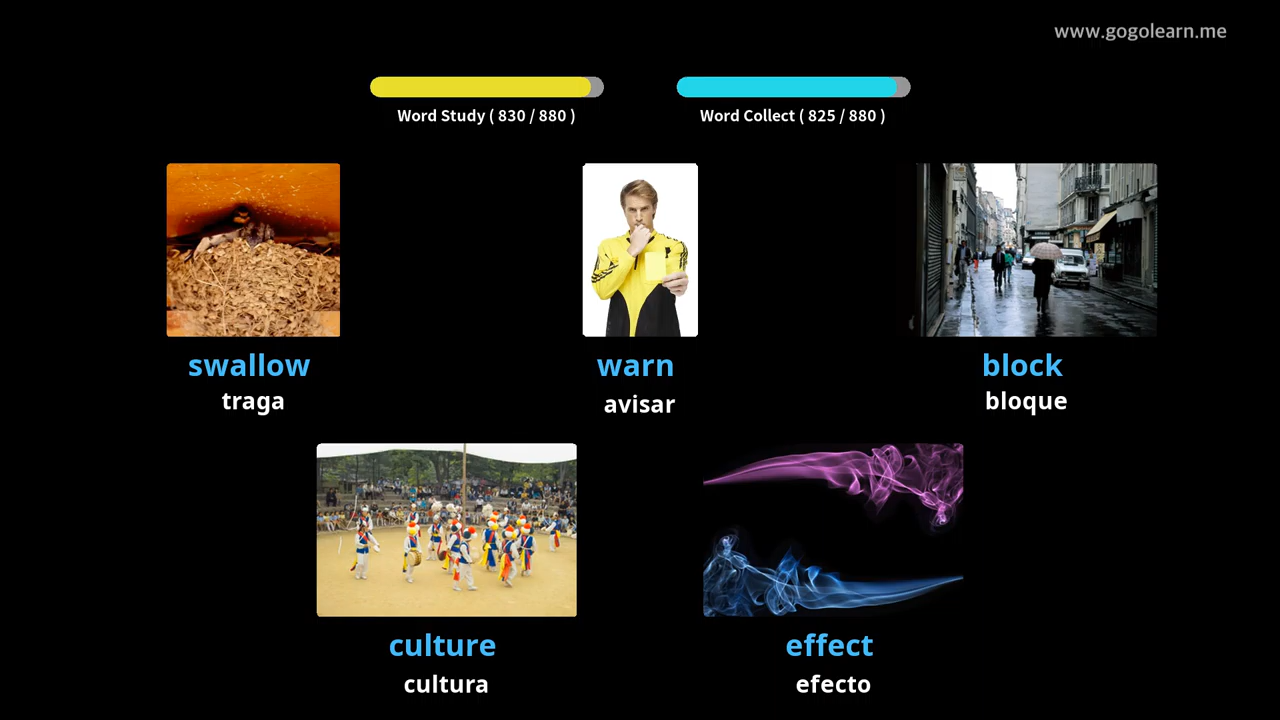 www.gogolearn.me
Word Study ( 830 / 880 )
Word Collect ( 825 / 880 )
swallow
traga
warn
avisar
block
bloque
culture
cultura
effect
efecto